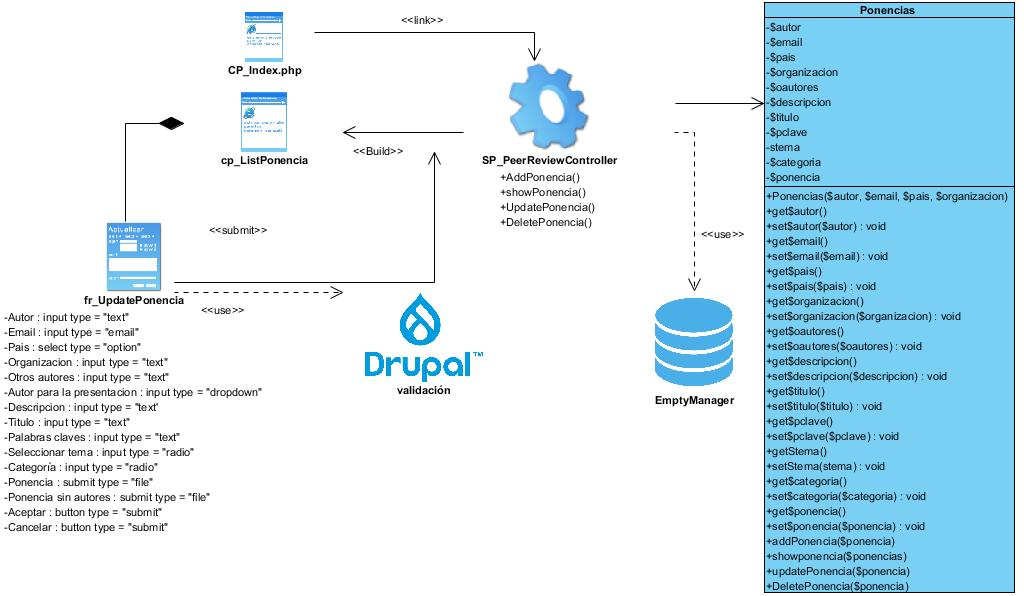 <<link>>
CP_Index.php
cp_ListPonencia
<<Build>>
SP_PeerReviewController
+AddPonencia()
+showPonencia()
+UpdatePonencia()
+DeletePonencia()
<<submit>>
<<use>>
Actualizar
fr_UpdatePonencia
<<use>>
-Autor : input type = "text"
-Email : input type = "email"
-Pais : select type = "option"
-Organizacion : input type = "text"
-Otros autores : input type = "text"
-Autor para la presentacion : input type = "dropdown"
-Descripcion : input type = "text'
-Titulo : input type = "text"
-Palabras claves : input type = "text"
-Seleccionar tema : input type = "radio"
-Categoría : input type = "radio"
-Ponencia : submit type = "file"
-Ponencia sin autores : submit type = "file"
-Aceptar : button type = "submit"
-Cancelar : button type = "submit"
Drupal™
validación
EmptyManager
Ponencias
-$autor
-$email
-$pais
-$organizacion
-$oautores
-$descripcion
-$titulo
-$pclave
-stema
-$categoria
-$ponencia
+Ponencias($autor, $email, $pais, $organizacion)
+get$autor()
+set$autor($autor) : void
+get$email()
+set$email($email) : void
+get$pais()
+set$pais($pais) : void
+get$organizacion()
+set$organizacion($organizacion) : void
+get$oautores()
+set$oautores($oautores) : void
+get$descripcion()
+set$descripcion($descripcion) : void
+get$titulo()
+set$titulo($titulo) : void
+get$pclave()
+set$pclave($pclave) : void
+getStema()
+setStema(stema) : void
+get$categoria()
+set$categoria($categoria) : void
+get$ponencia()
+set$ponencia($ponencia) : void
+addPonencia($ponencia)
+showponencia($ponencias)
+updatePonencia($ponencia)
+DeletePonencia($ponencia)